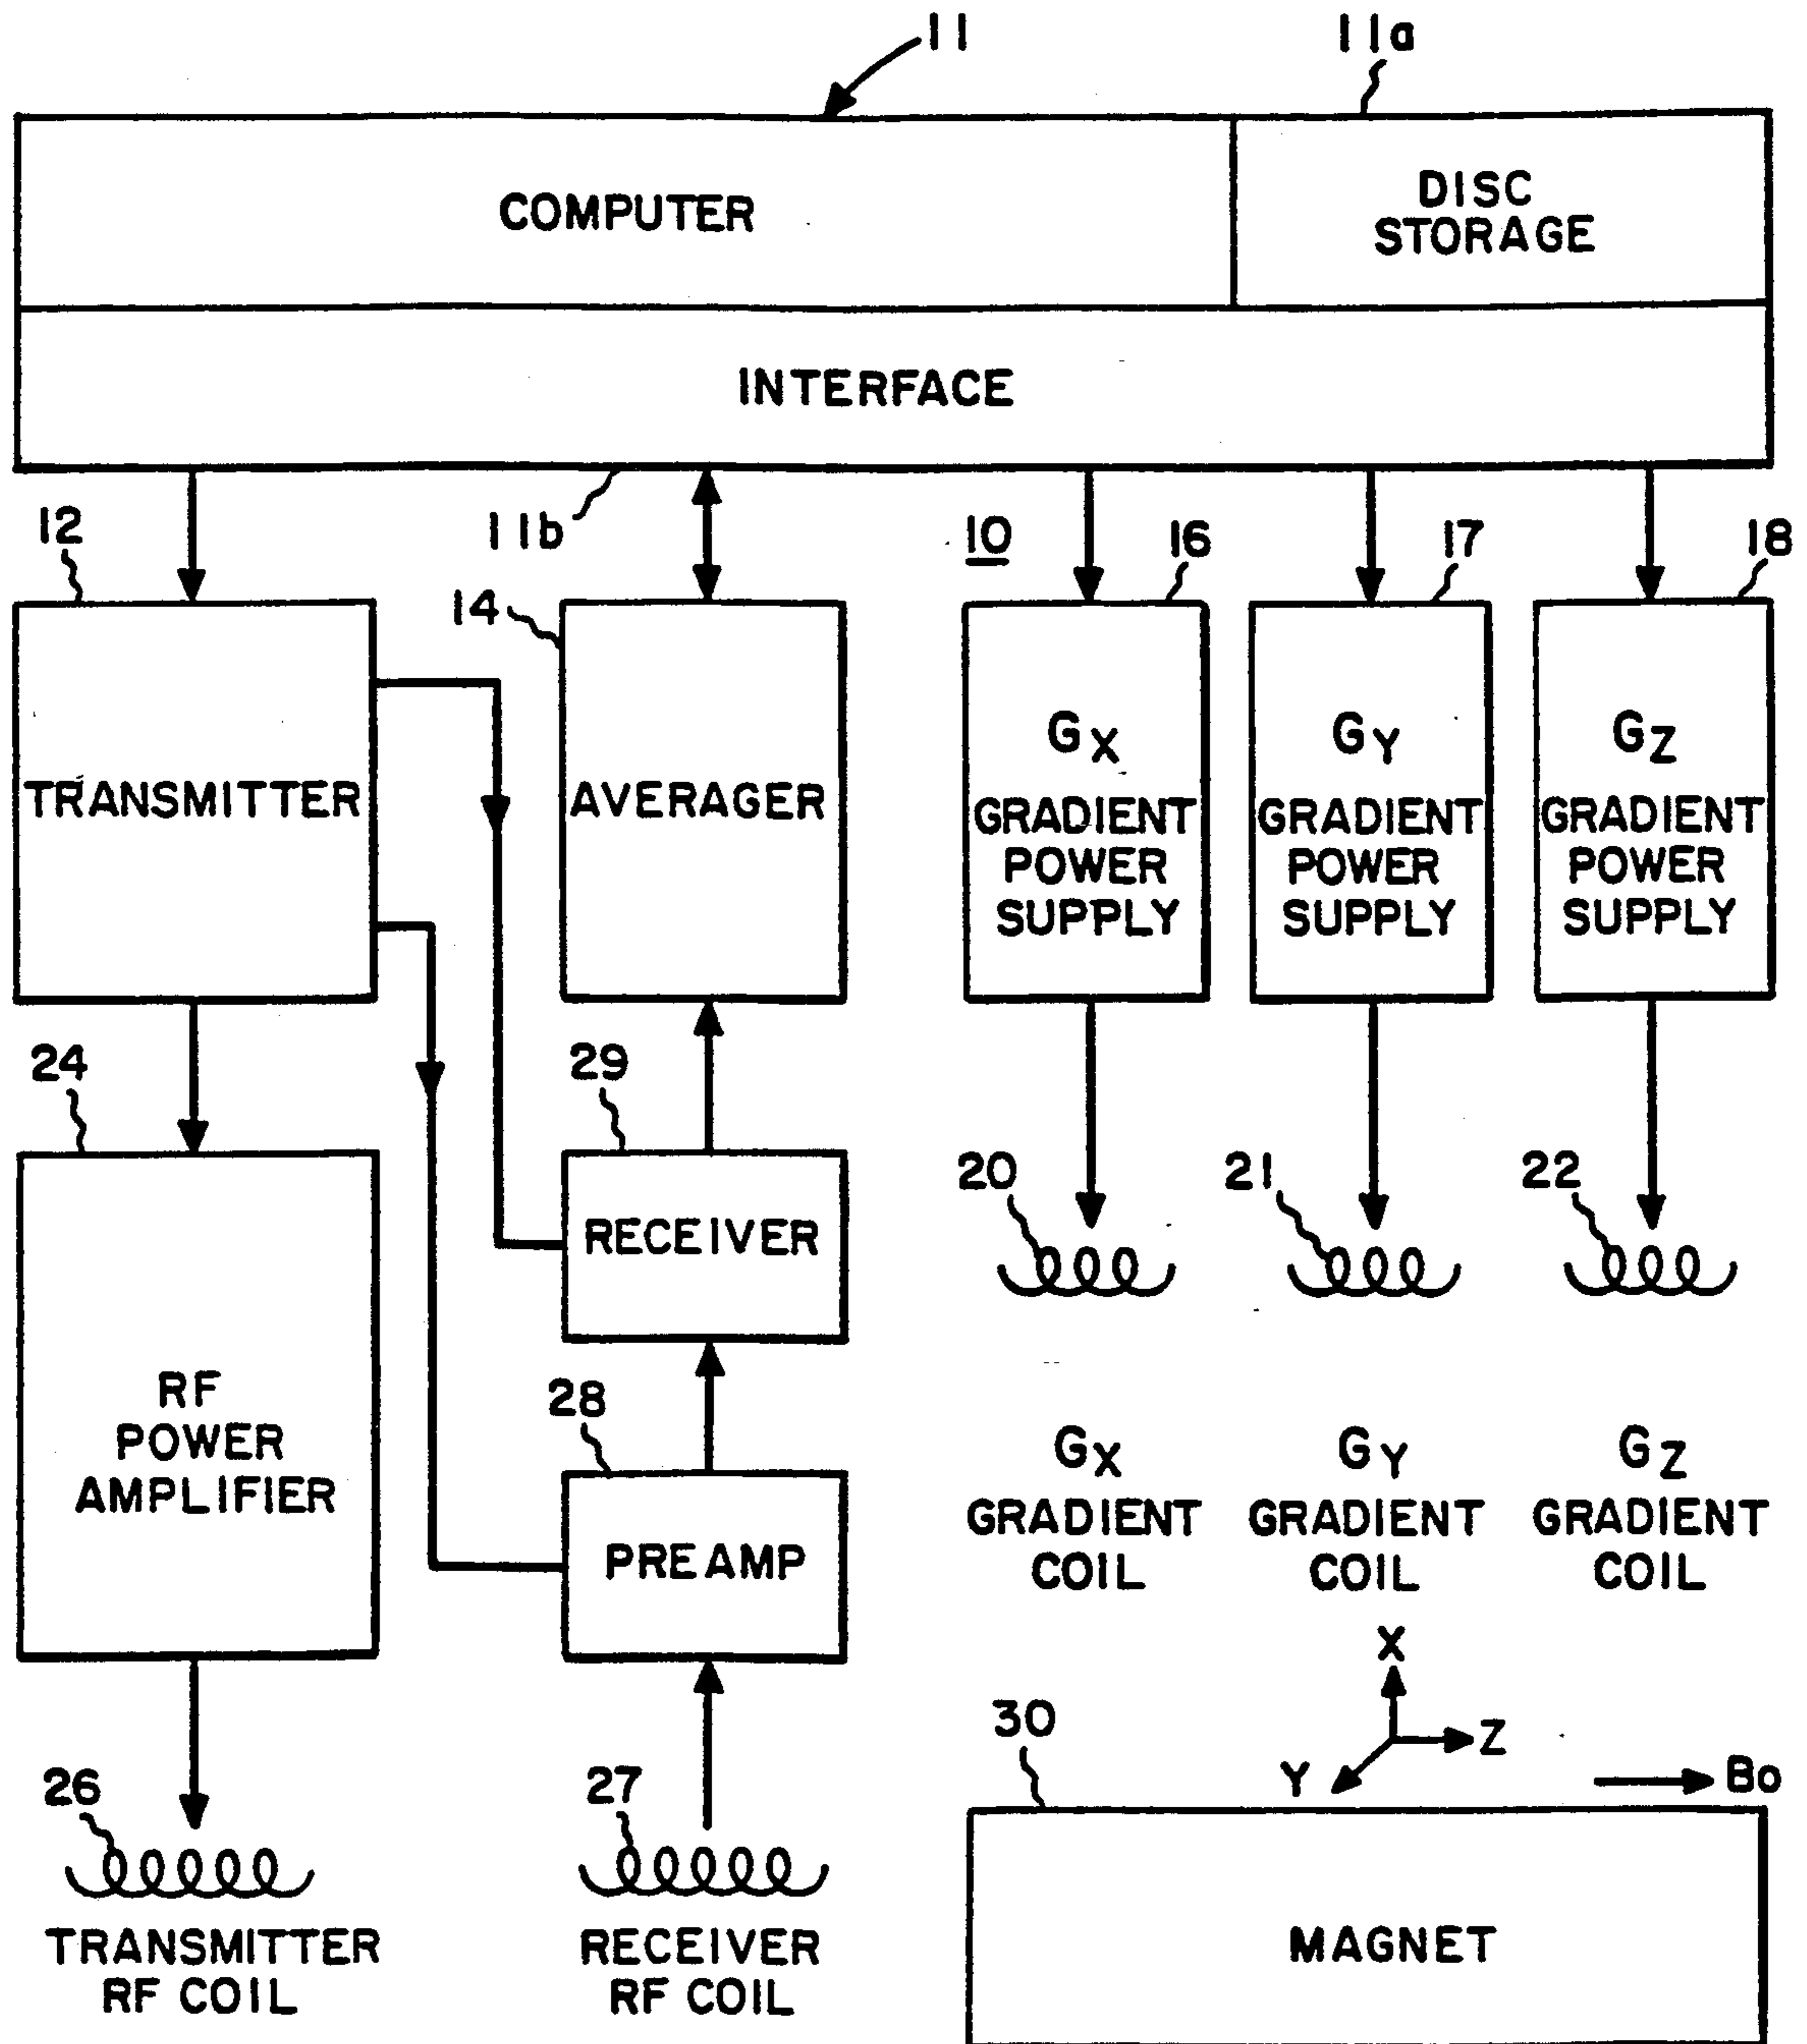 11
11a
COMPUTER
DISC
STORAGE
INTERFACE
12
11b
10
16
17
18
14
TRANSMITTER
AVERAGER
GX
GRADIENT
POWER
SUPPLY
GY
GRADIENT
POWER
SUPPLY
GZ
GRADIENT
POWER
SUPPLY
24
29
20
21
22
RECEIVER
RF
POWER
AMPLIFIER
28
PREAMP
GX
GRADIENT
COIL
GY
GRADIENT
COIL
GZ
GRADIENT
COIL
X
Z
Y
30
Bo
26
27
TRANSMITTER
RF COIL
RECEIVER
RF COIL
MAGNET